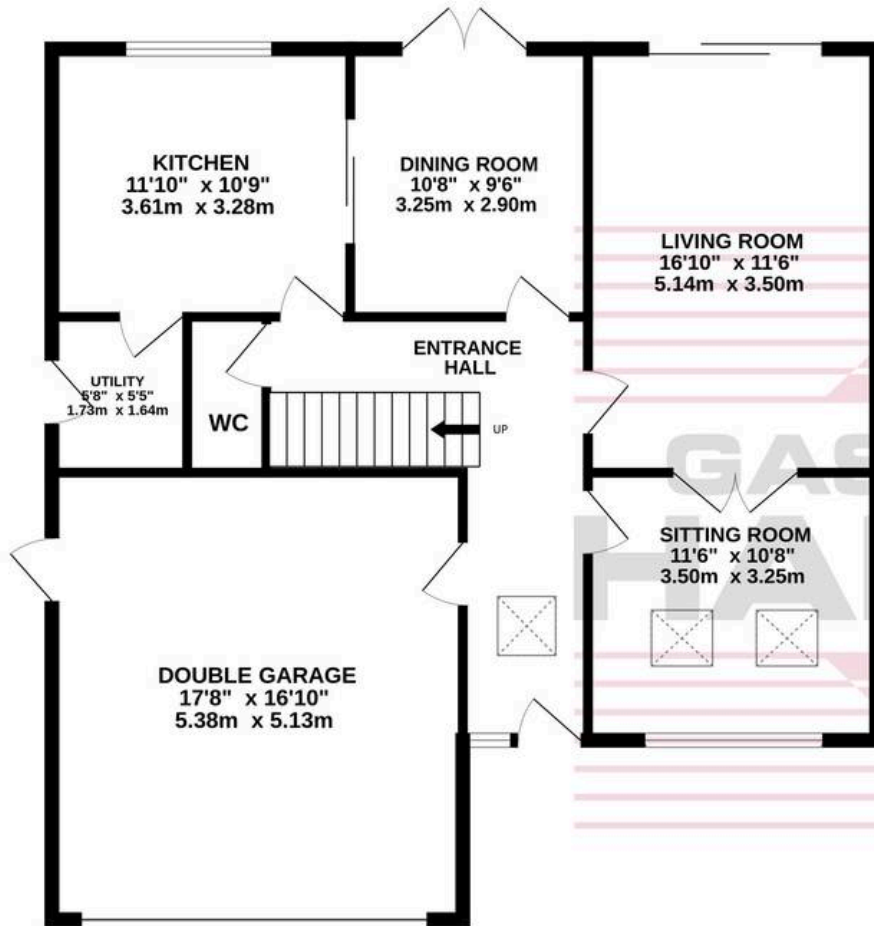 KITCHEN
11'10" x 10'9"
3.61m x 3.28m
DINING ROOM
10'8" x 9'6"
3.25m x 2.90m
LIVING ROOM
16'10" x 11'6"
5.14m x 3.50m
ENTRANCE
HALL
UTILITY
5'8" x 5'5"
1.73m x 1.64m
WC
UP
GAS
HA
SITTING ROOM
11'6" x 10'8"
3.50m x 3.25m
DOUBLE GARAGE
17'8" x 16'10"
5.38m x 5.13m